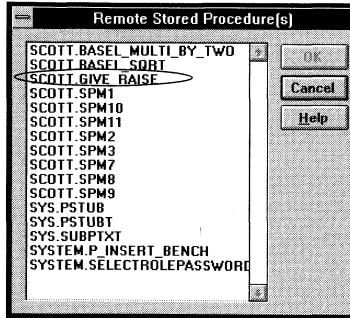 Remote Stored Procedure(s)
SCOTT.BASEL_MULTI_BY_TWO
SCOTT.BASEL_SQRT
SCOTT.GIVE_RAISE
SCOTT.SPM1
SCOTT.SPM10
SCOTT.SPM11
SCOTT.SPM2
SCOTT.SPM3
SCOTT.SPM7
SCOTT.SPM8
SCOTT.SPM9
SYS.PSTUB
SYS.PSTUBT
SYS.SUBPTXT
SYSTEM.P_INSERT_BENCH
SYSTEM.SELECTROLEPASSWORD
OK
Cancel
Help